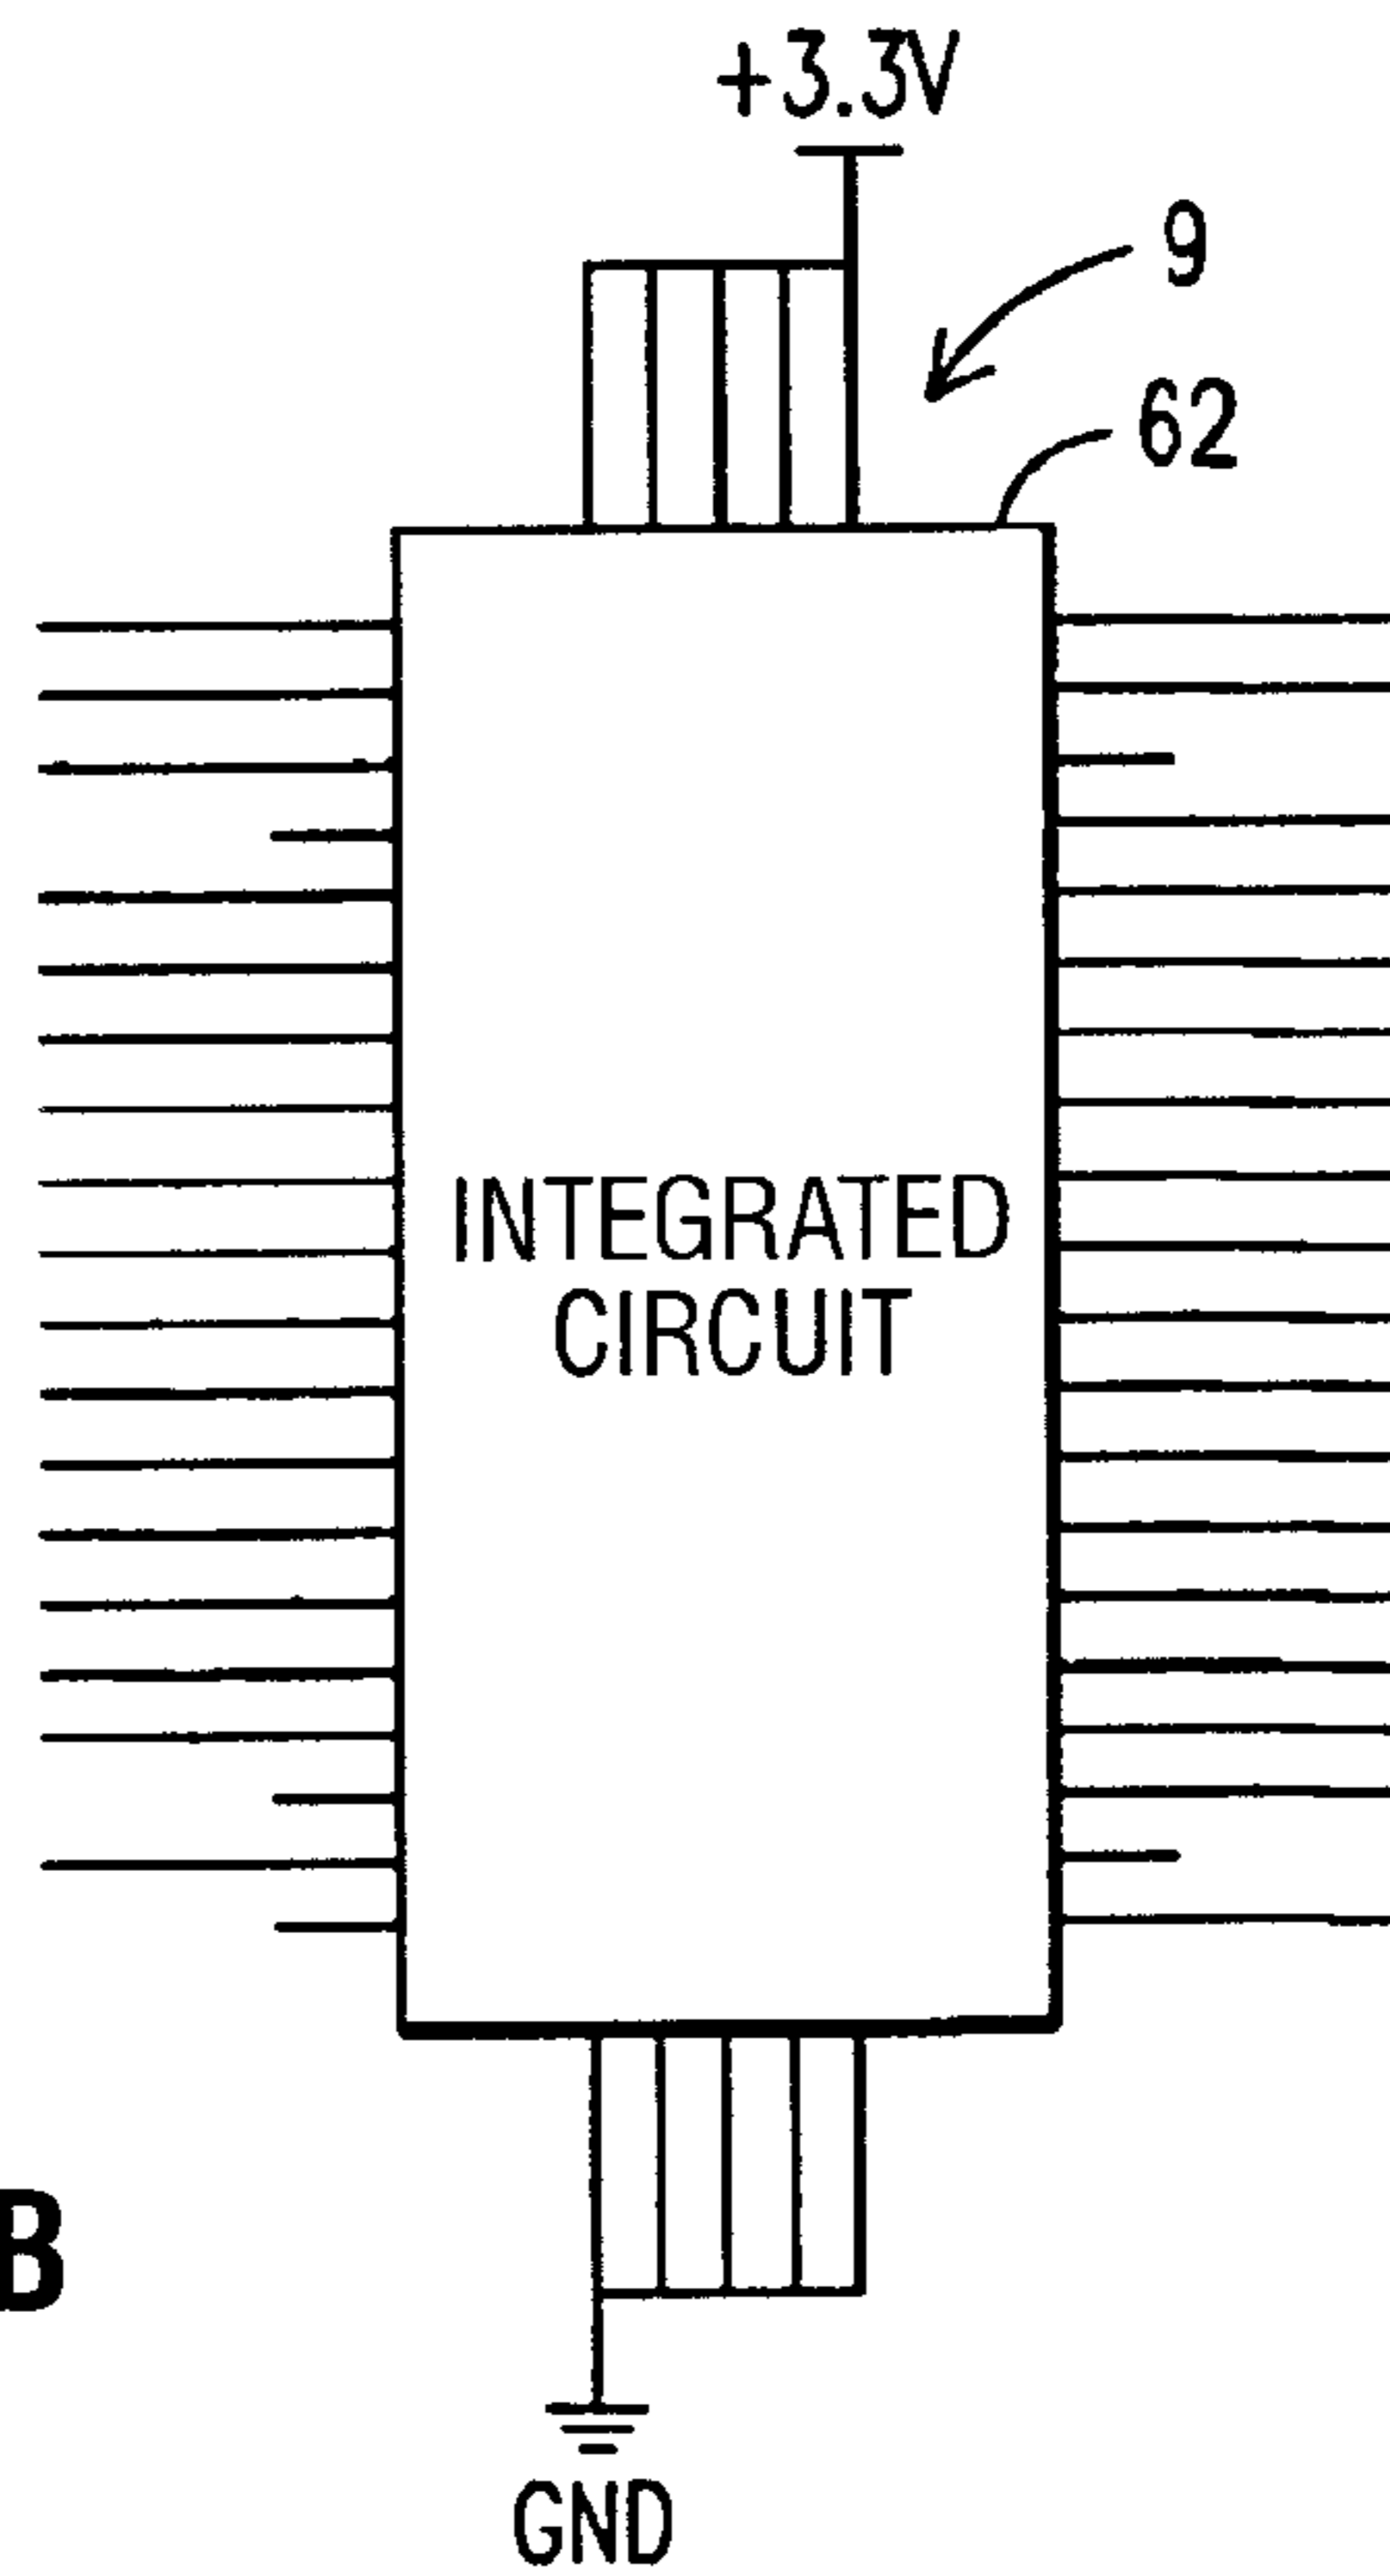 +3.3V
9
62
INTEGRATED
CIRCUIT
B
GND